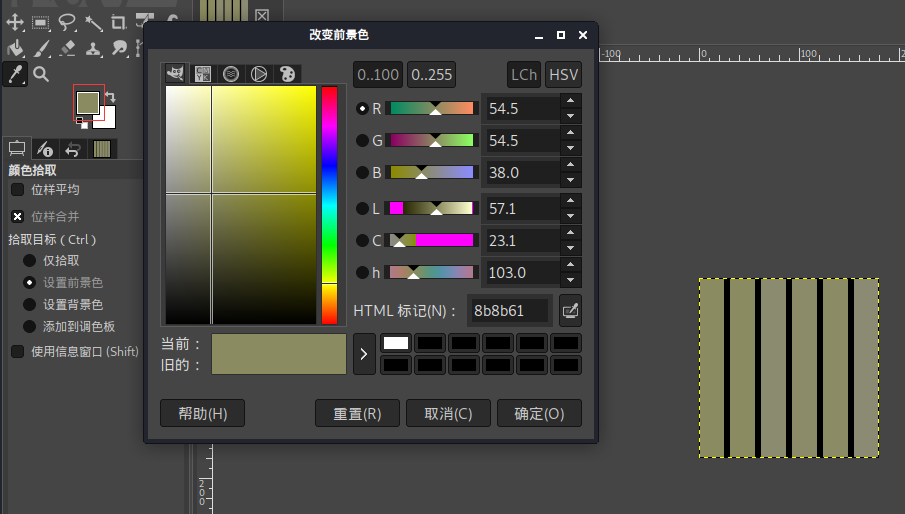 改变前景色
-100
0
100
0..100
0..255
LCh
HSV
R
54.5
G
54.5
B
38.0
L
57.1
C
23.1
h
103.0
HTML 标记(N)：
8b8b61
当前：
旧的：
帮助(H)
重置(R)
取消(C)
确定(O)
颜色拾取
位样平均
位样合并
拾取目标（Ctrl）
仅拾取
设置前景色
设置背景色
添加到调色板
使用信息窗口 (Shift)
200